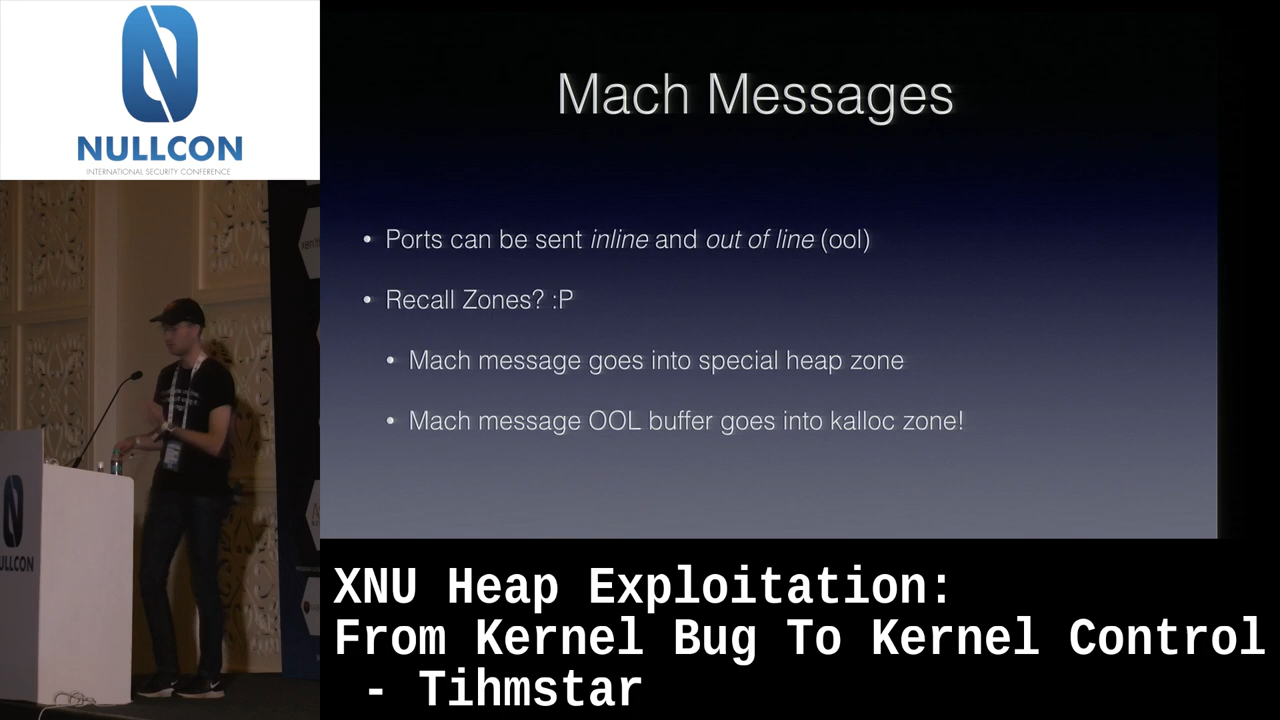 NULLCON
INTERNATIONAL SECURITY CONFERENCE
Mach Messages
• Ports can be sent inline and out of line (ool)
• Recall Zones? :P
• Mach message goes into special heap zone
• Mach message OOL buffer goes into kalloc zone!
NULLCON
XNU Heap Exploitation:
From Kernel Bug To Kernel Control
- Tihmstar